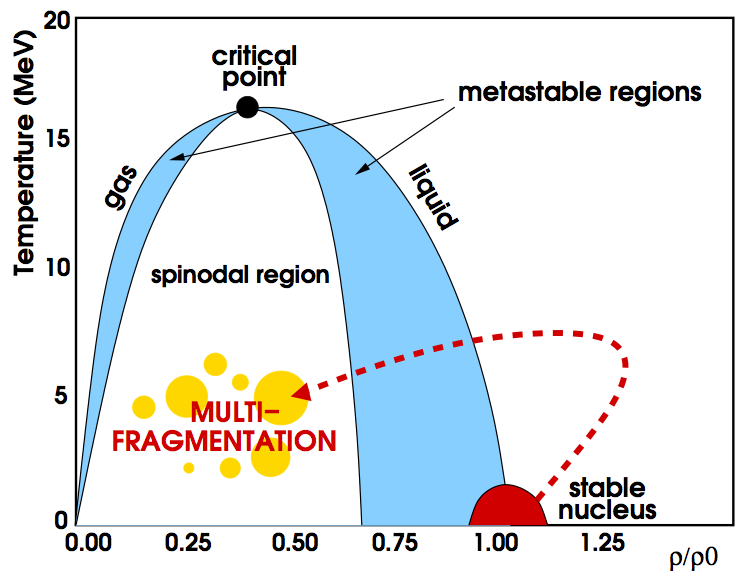 20
critical
point
metastable regions
15
gas
liquid
Temperature (MeV)
10
spinodal region
5
MULTI–
FRAGMENTATION
stable
nucleus
0
0.00 0.25 0.50 0.75 1.00 1.25
ρ/ρ0